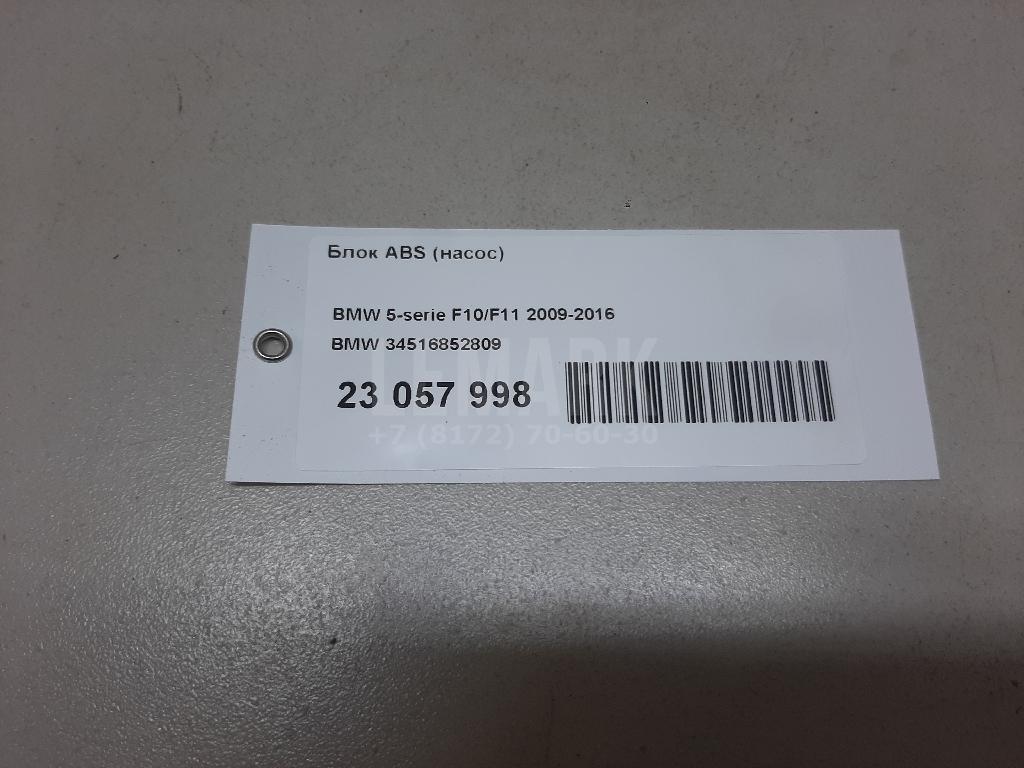 Блок ABS (насос)
BMW 5-serie F10/F11 2009-2016
BMW 34516852809
LEMARK
23 057 998
+7 (8172) 70-60-30